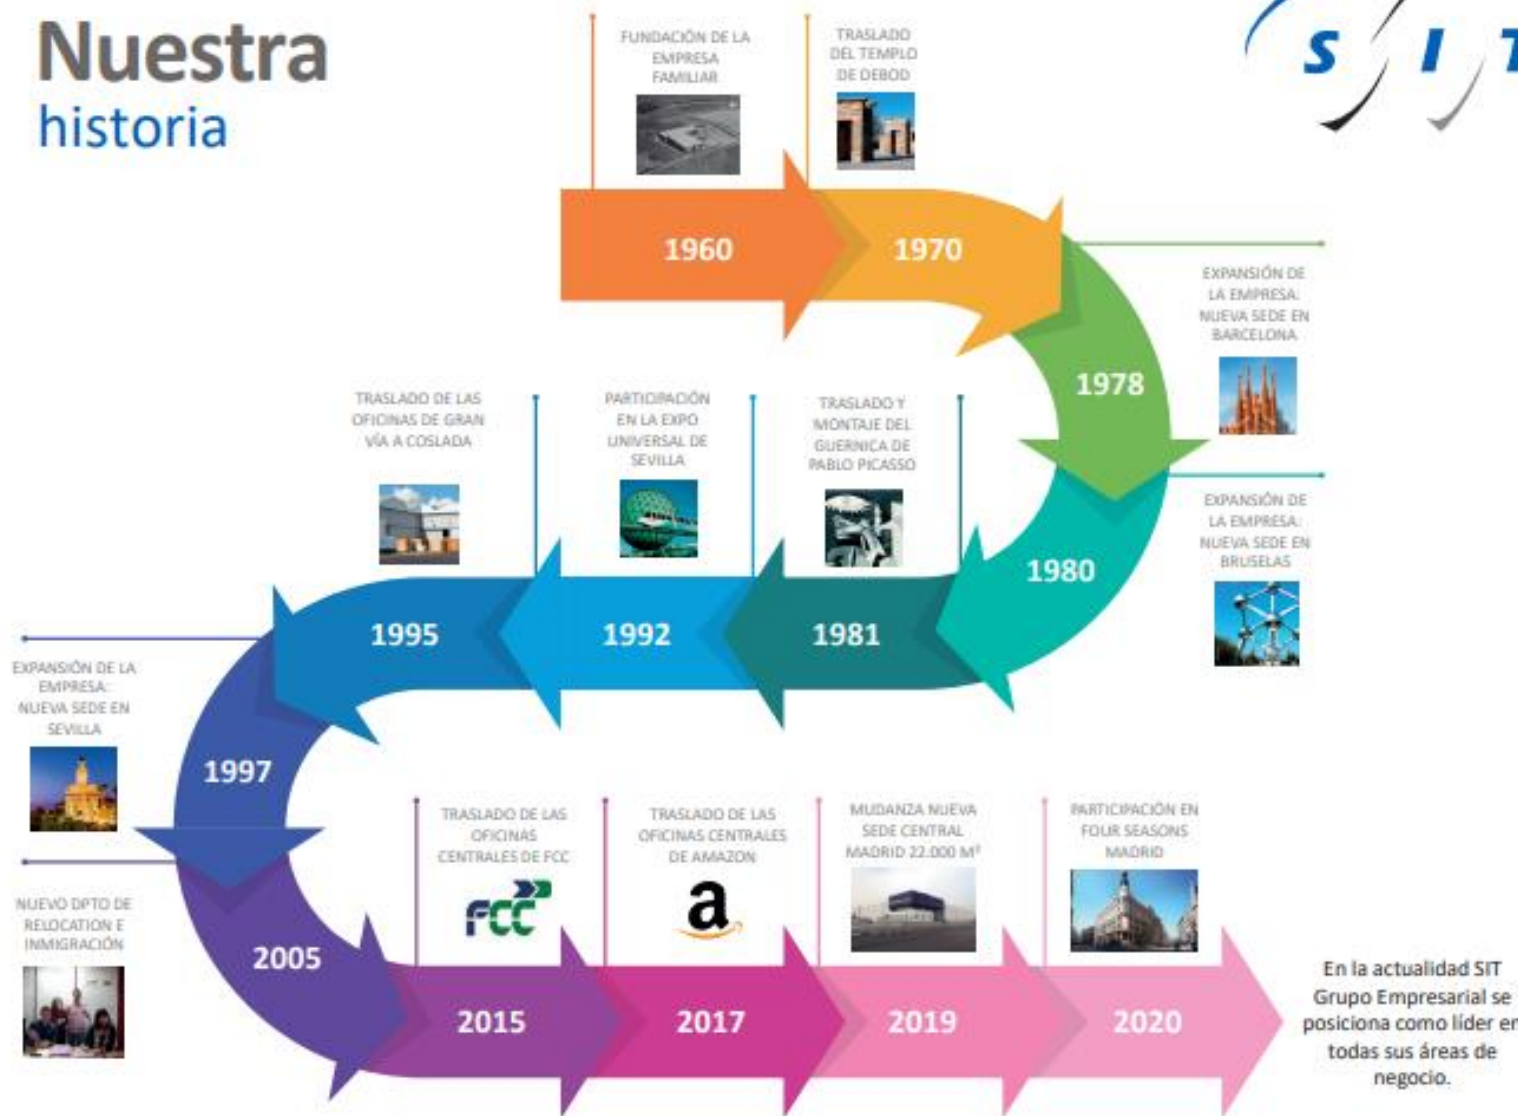 Nuestra
historia
S I T
FUNDACIÓN DE LA
EMPRESA
FAMILIAR
TRASLADO
DEL TEMPLO
DE DEBOD
1960
1970
EXPANSIÓN DE
LA EMPRESA:
NUEVA SEDE EN
BARCELONA
1978
EXPANSIÓN DE
LA EMPRESA:
NUEVA SEDE EN
BRUSELAS
1980
TRASLADO Y
MONTAJE DEL
GUERNICA DE
PABLO PICASSO
1981
PARTICIPACIÓN
EN LA EXPO
UNIVERSAL DE
SEVILLA
1992
TRASLADO DE LAS
OFICINAS DE GRAN
VÍA A COSLADA
1995
EXPANSIÓN DE LA
EMPRESA:
NUEVA SEDE EN
SEVILLA
1997
NUEVO DPTO DE
RELOCATION E
INMIGRACIÓN
2005
TRASLADO DE LAS
OFICINAS
CENTRALES DE FCC
FCC
2015
TRASLADO DE LAS
OFICINAS CENTRALES
DE AMAZON
a
2017
MUDANZA NUEVA
SEDE CENTRAL
MADRID 22.000 M²
2019
PARTICIPACIÓN EN
FOUR SEASONS
MADRID
2020
En la actualidad SIT
Grupo Empresarial se
posiciona como líder en
todas sus áreas de
negocio.